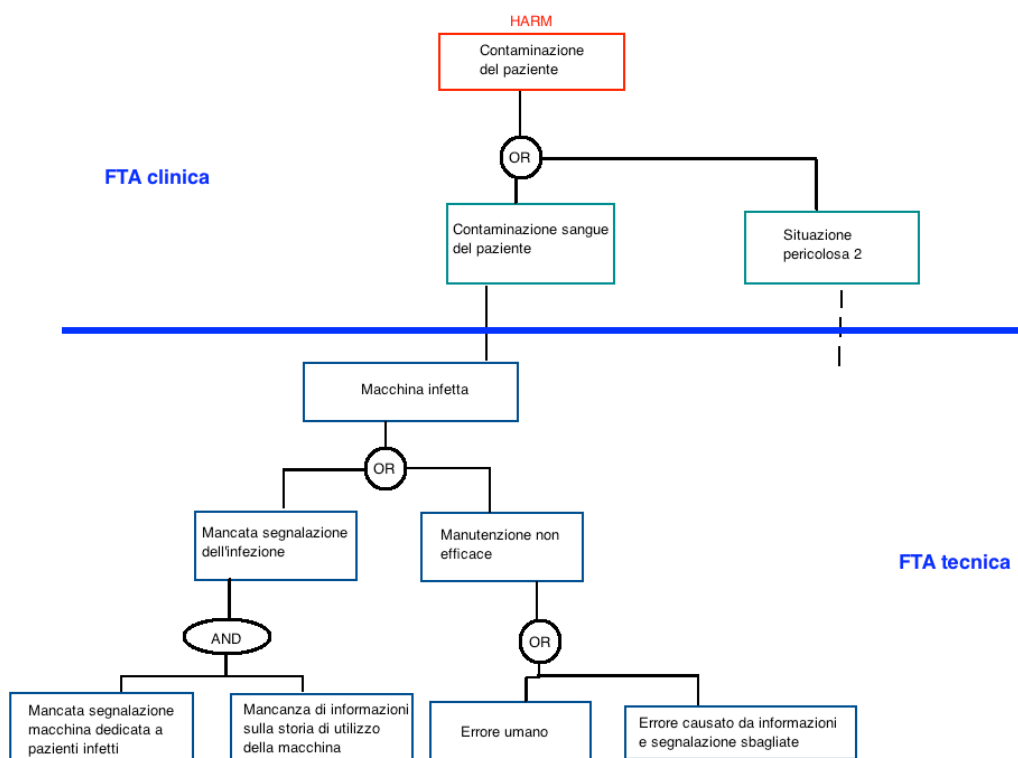 HARM
Contaminazione
del paziente
OR
FTA clinica
Contaminazione sangue
del paziente
Situazione
pericolosa 2
Macchina infetta
OR
Mancata segnalazione
dell'infezione
Manutenzione non
efficace
FTA tecnica
AND
OR
Mancata segnalazione
macchina dedicata a
pazienti infetti
Mancanza di informazioni
sulla storia di utilizzo
della macchina
Errore umano
Errore causato da informazioni
e segnalazione sbagliate